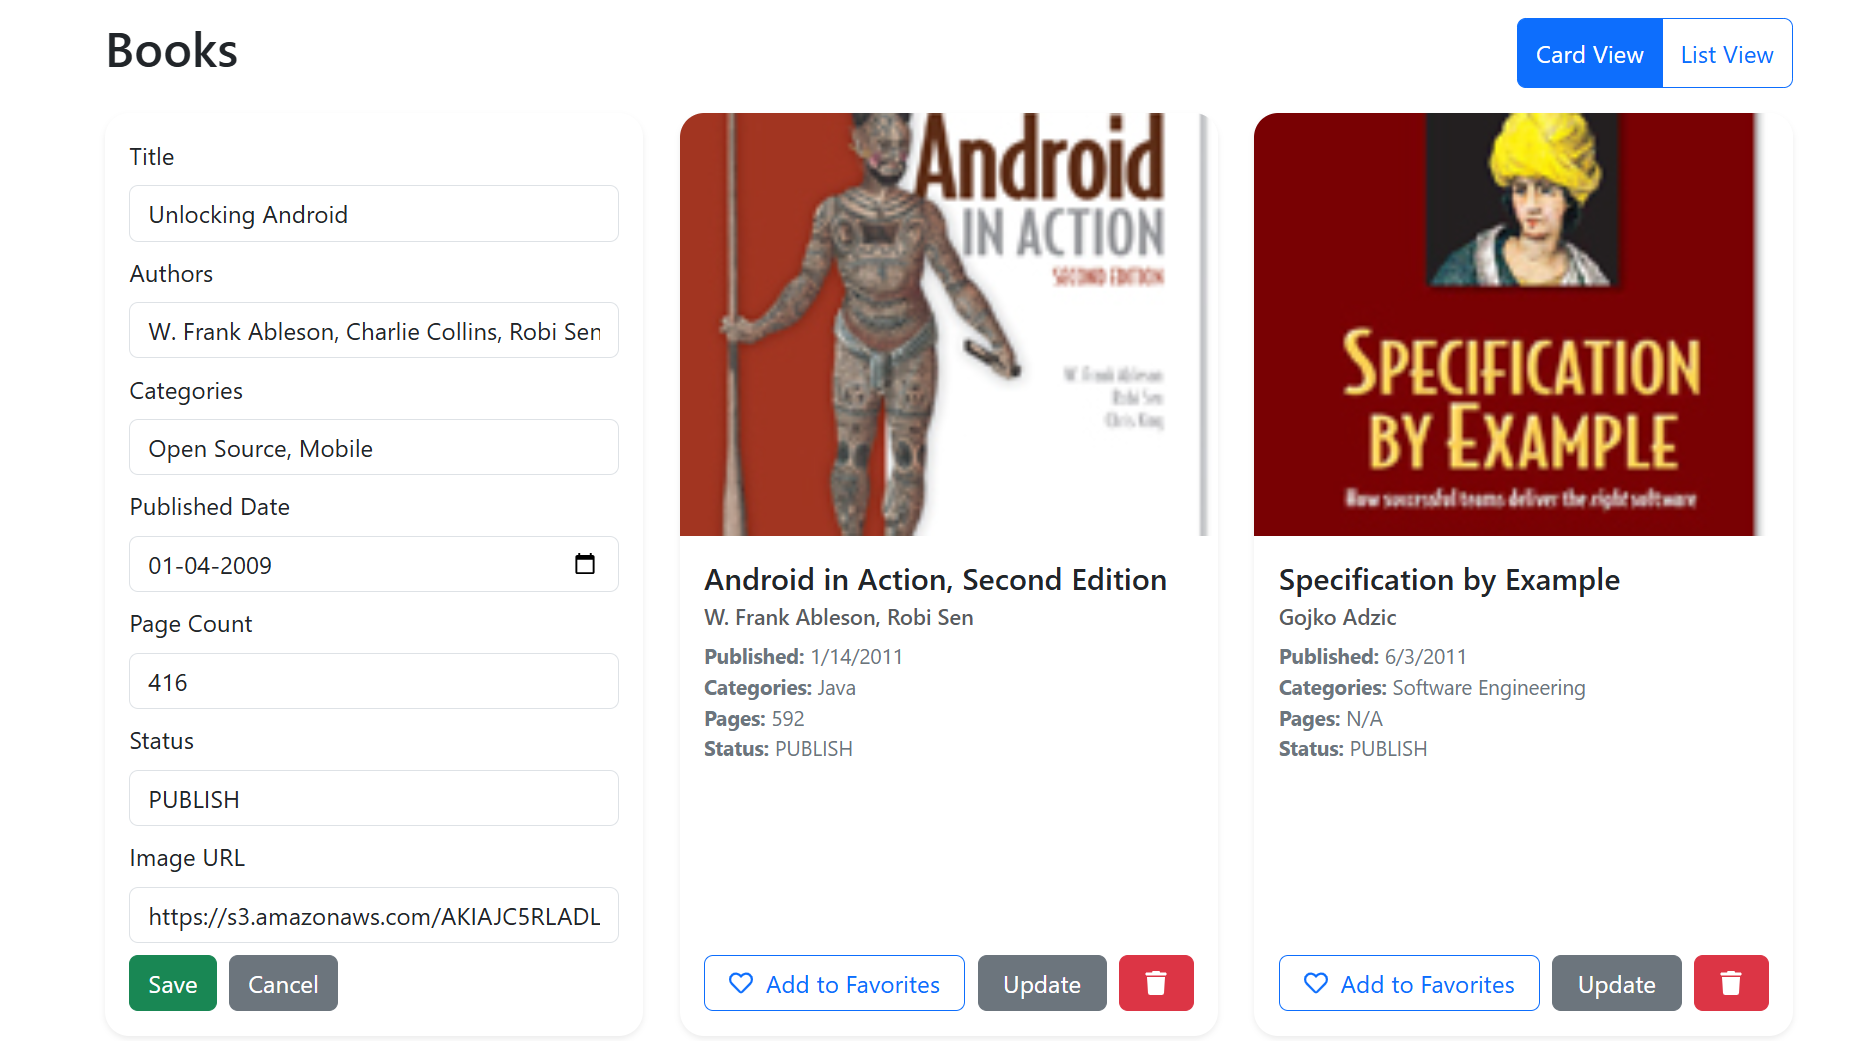 Books
Card View
List View
Title
Unlocking Android
Authors
W. Frank Ableson, Charlie Collins, Robi Sen
Categories
Open Source, Mobile
Published Date
01-04-2009
Page Count
416
Status
PUBLISH
Image URL
https://s3.amazonaws.com/AKIAJC5RLADL
Save
Cancel
Android
IN ACTION
SECOND EDITION
W. Frank Ableson
Robi Sen
Chris King
Android in Action, Second Edition
W. Frank Ableson, Robi Sen
Published: 1/14/2011
Categories: Java
Pages: 592
Status: PUBLISH
Add to Favorites
Update
SPECIFICATION
BY EXAMPLE
How successful teams deliver the right software
Specification by Example
Gojko Adzic
Published: 6/3/2011
Categories: Software Engineering
Pages: N/A
Status: PUBLISH
Add to Favorites
Update